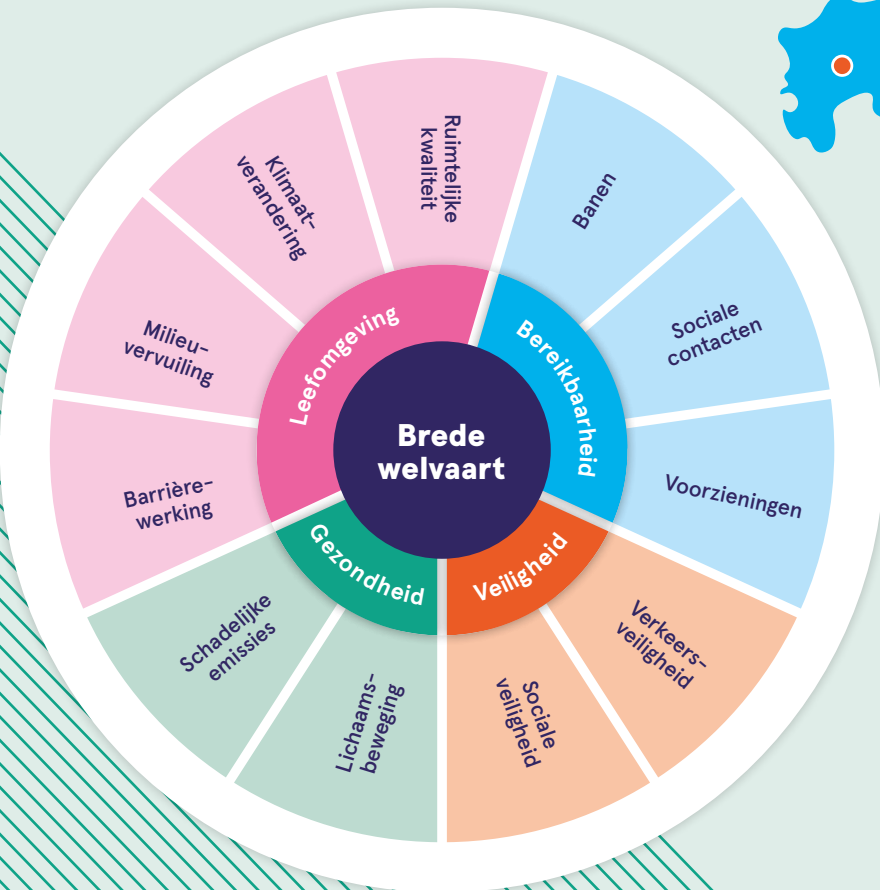 Brede
welvaart
Leefomgeving
Bereikbaarheid
Veiligheid
Gezondheid
Ruimtelijke
kwaliteit
Banen
Sociale
contacten
Voorzieningen
Verkeers-
veiligheid
Sociale
veiligheid
Lichaams-
beweging
Schadelijke
emissies
Barrière-
werking
Milieu-
vervuiling
Klimaat-
verandering